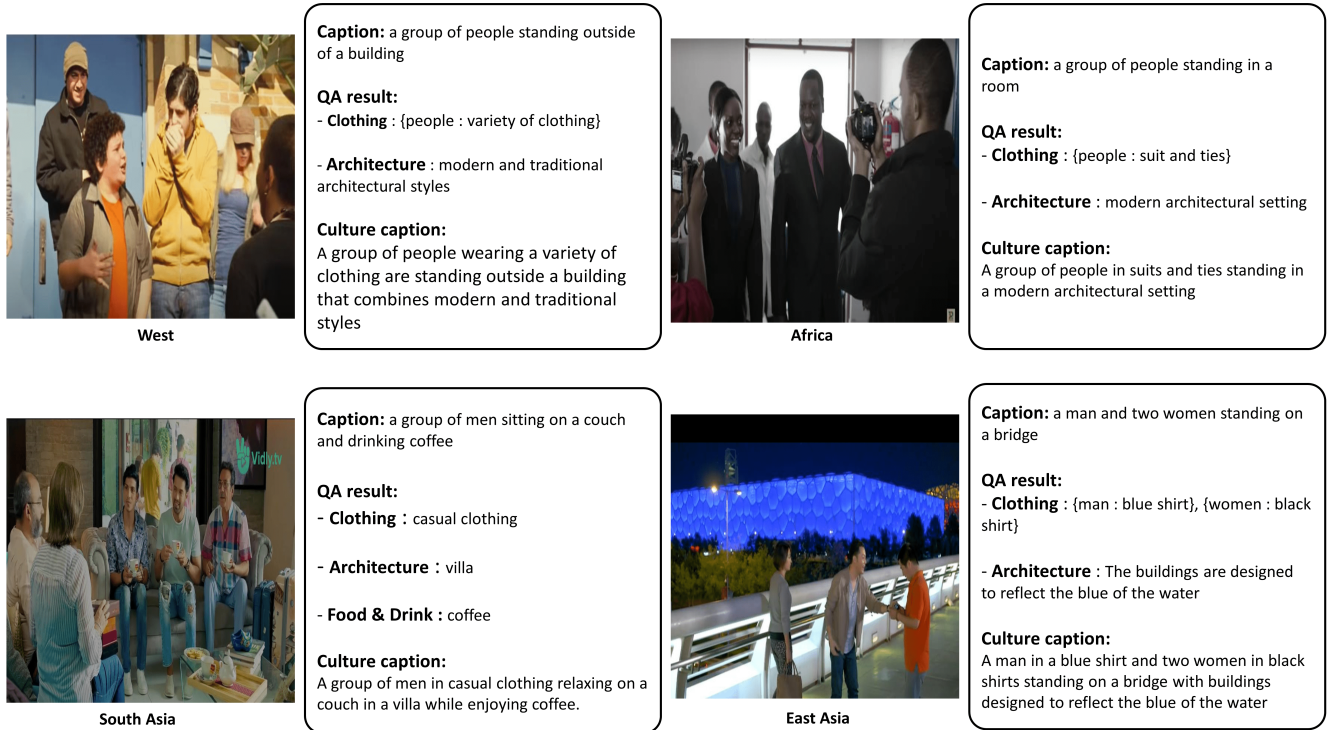 Caption: a group of people standing outside
of a building
QA result:
- Clothing : {people : variety of clothing}
- Architecture : modern and traditional
architectural styles
Culture caption:
A group of people wearing a variety of
clothing are standing outside a building
that combines modern and traditional
styles
West
Caption: a group of people standing in a
room
QA result:
- Clothing : {people : suit and ties}
- Architecture : modern architectural setting
Culture caption:
A group of people in suits and ties standing in
a modern architectural setting
Africa
Vidly.tv
Caption: a group of men sitting on a couch
and drinking coffee
QA result:
- Clothing : casual clothing
- Architecture : villa
- Food & Drink : coffee
Culture caption:
A group of men in casual clothing relaxing on a
couch in a villa while enjoying coffee.
South Asia
Caption: a man and two women standing on
a bridge
QA result:
- Clothing : {man : blue shirt}, {women : black
shirt}
- Architecture : The buildings are designed
to reflect the blue of the water
Culture caption:
A man in a blue shirt and two women in black
shirts standing on a bridge with buildings
designed to reflect the blue of the water
East Asia